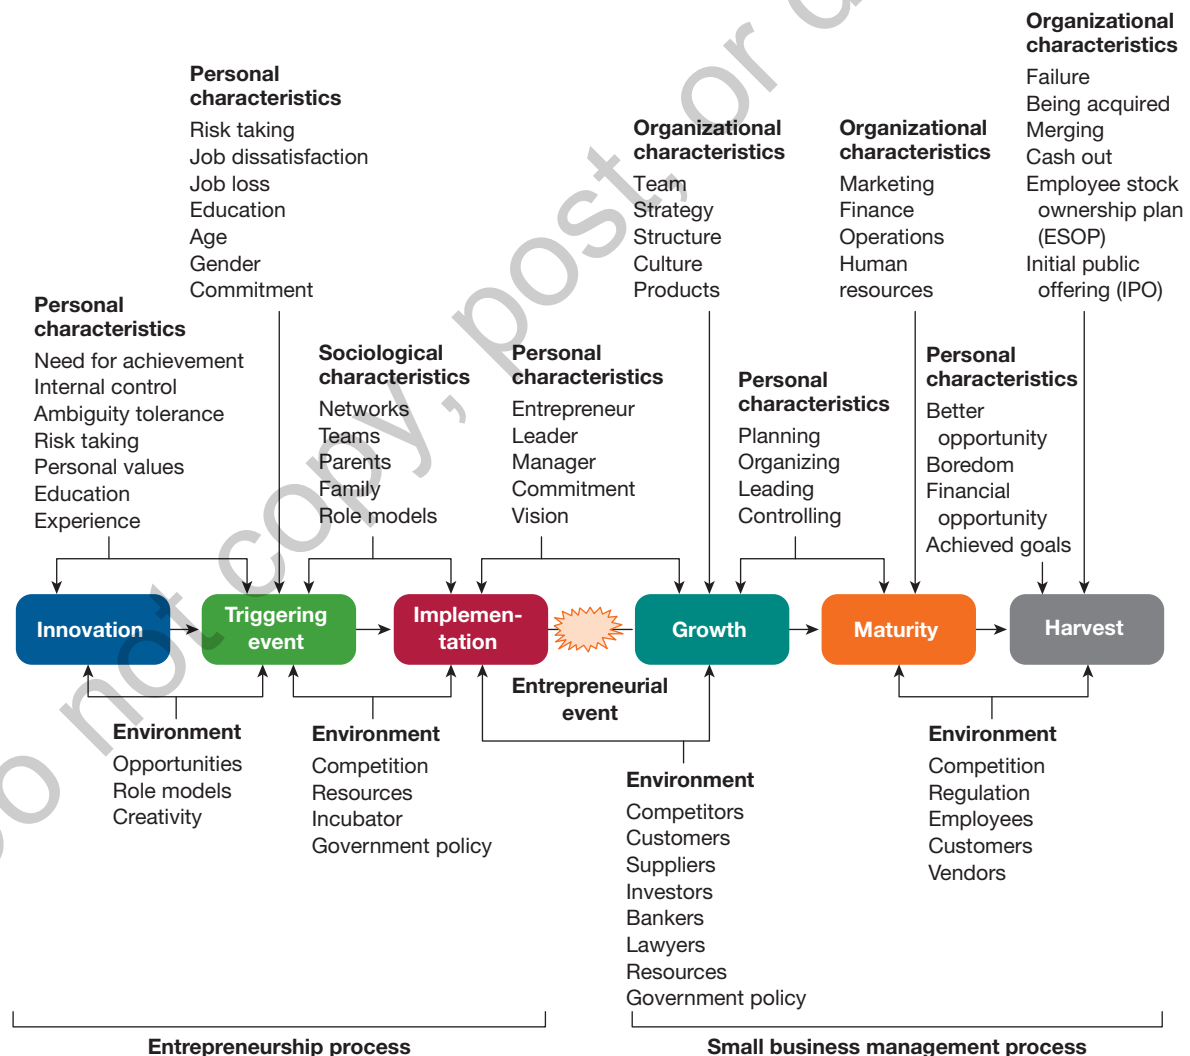 Organizational
characteristics
Failure
Being acquired
Merging
Cash out
Employee stock
ownership plan
(ESOP)
Initial public
offering (IPO)
Personal
characteristics
Risk taking
Job dissatisfaction
Job loss
Education
Age
Gender
Commitment
Organizational
characteristics
Team
Strategy
Structure
Culture
Products
Organizational
characteristics
Marketing
Finance
Operations
Human
resources
Personal
characteristics
Need for achievement
Internal control
Ambiguity tolerance
Risk taking
Personal values
Education
Experience
Sociological
characteristics
Networks
Teams
Parents
Family
Role models
Personal
characteristics
Entrepreneur
Leader
Manager
Commitment
Vision
Personal
characteristics
Planning
Organizing
Leading
Controlling
Personal
characteristics
Better
opportunity
Boredom
Financial
opportunity
Achieved goals
Innovation
Triggering
event
Implemen-
tation
Growth
Maturity
Harvest
Entrepreneurial
event
Environment
Opportunities
Role models
Creativity
Environment
Competition
Resources
Incubator
Government policy
Environment
Competitors
Customers
Suppliers
Investors
Bankers
Lawyers
Resources
Government policy
Environment
Competition
Regulation
Employees
Customers
Vendors
Entrepreneurship process
Small business management process
not copy, post, or